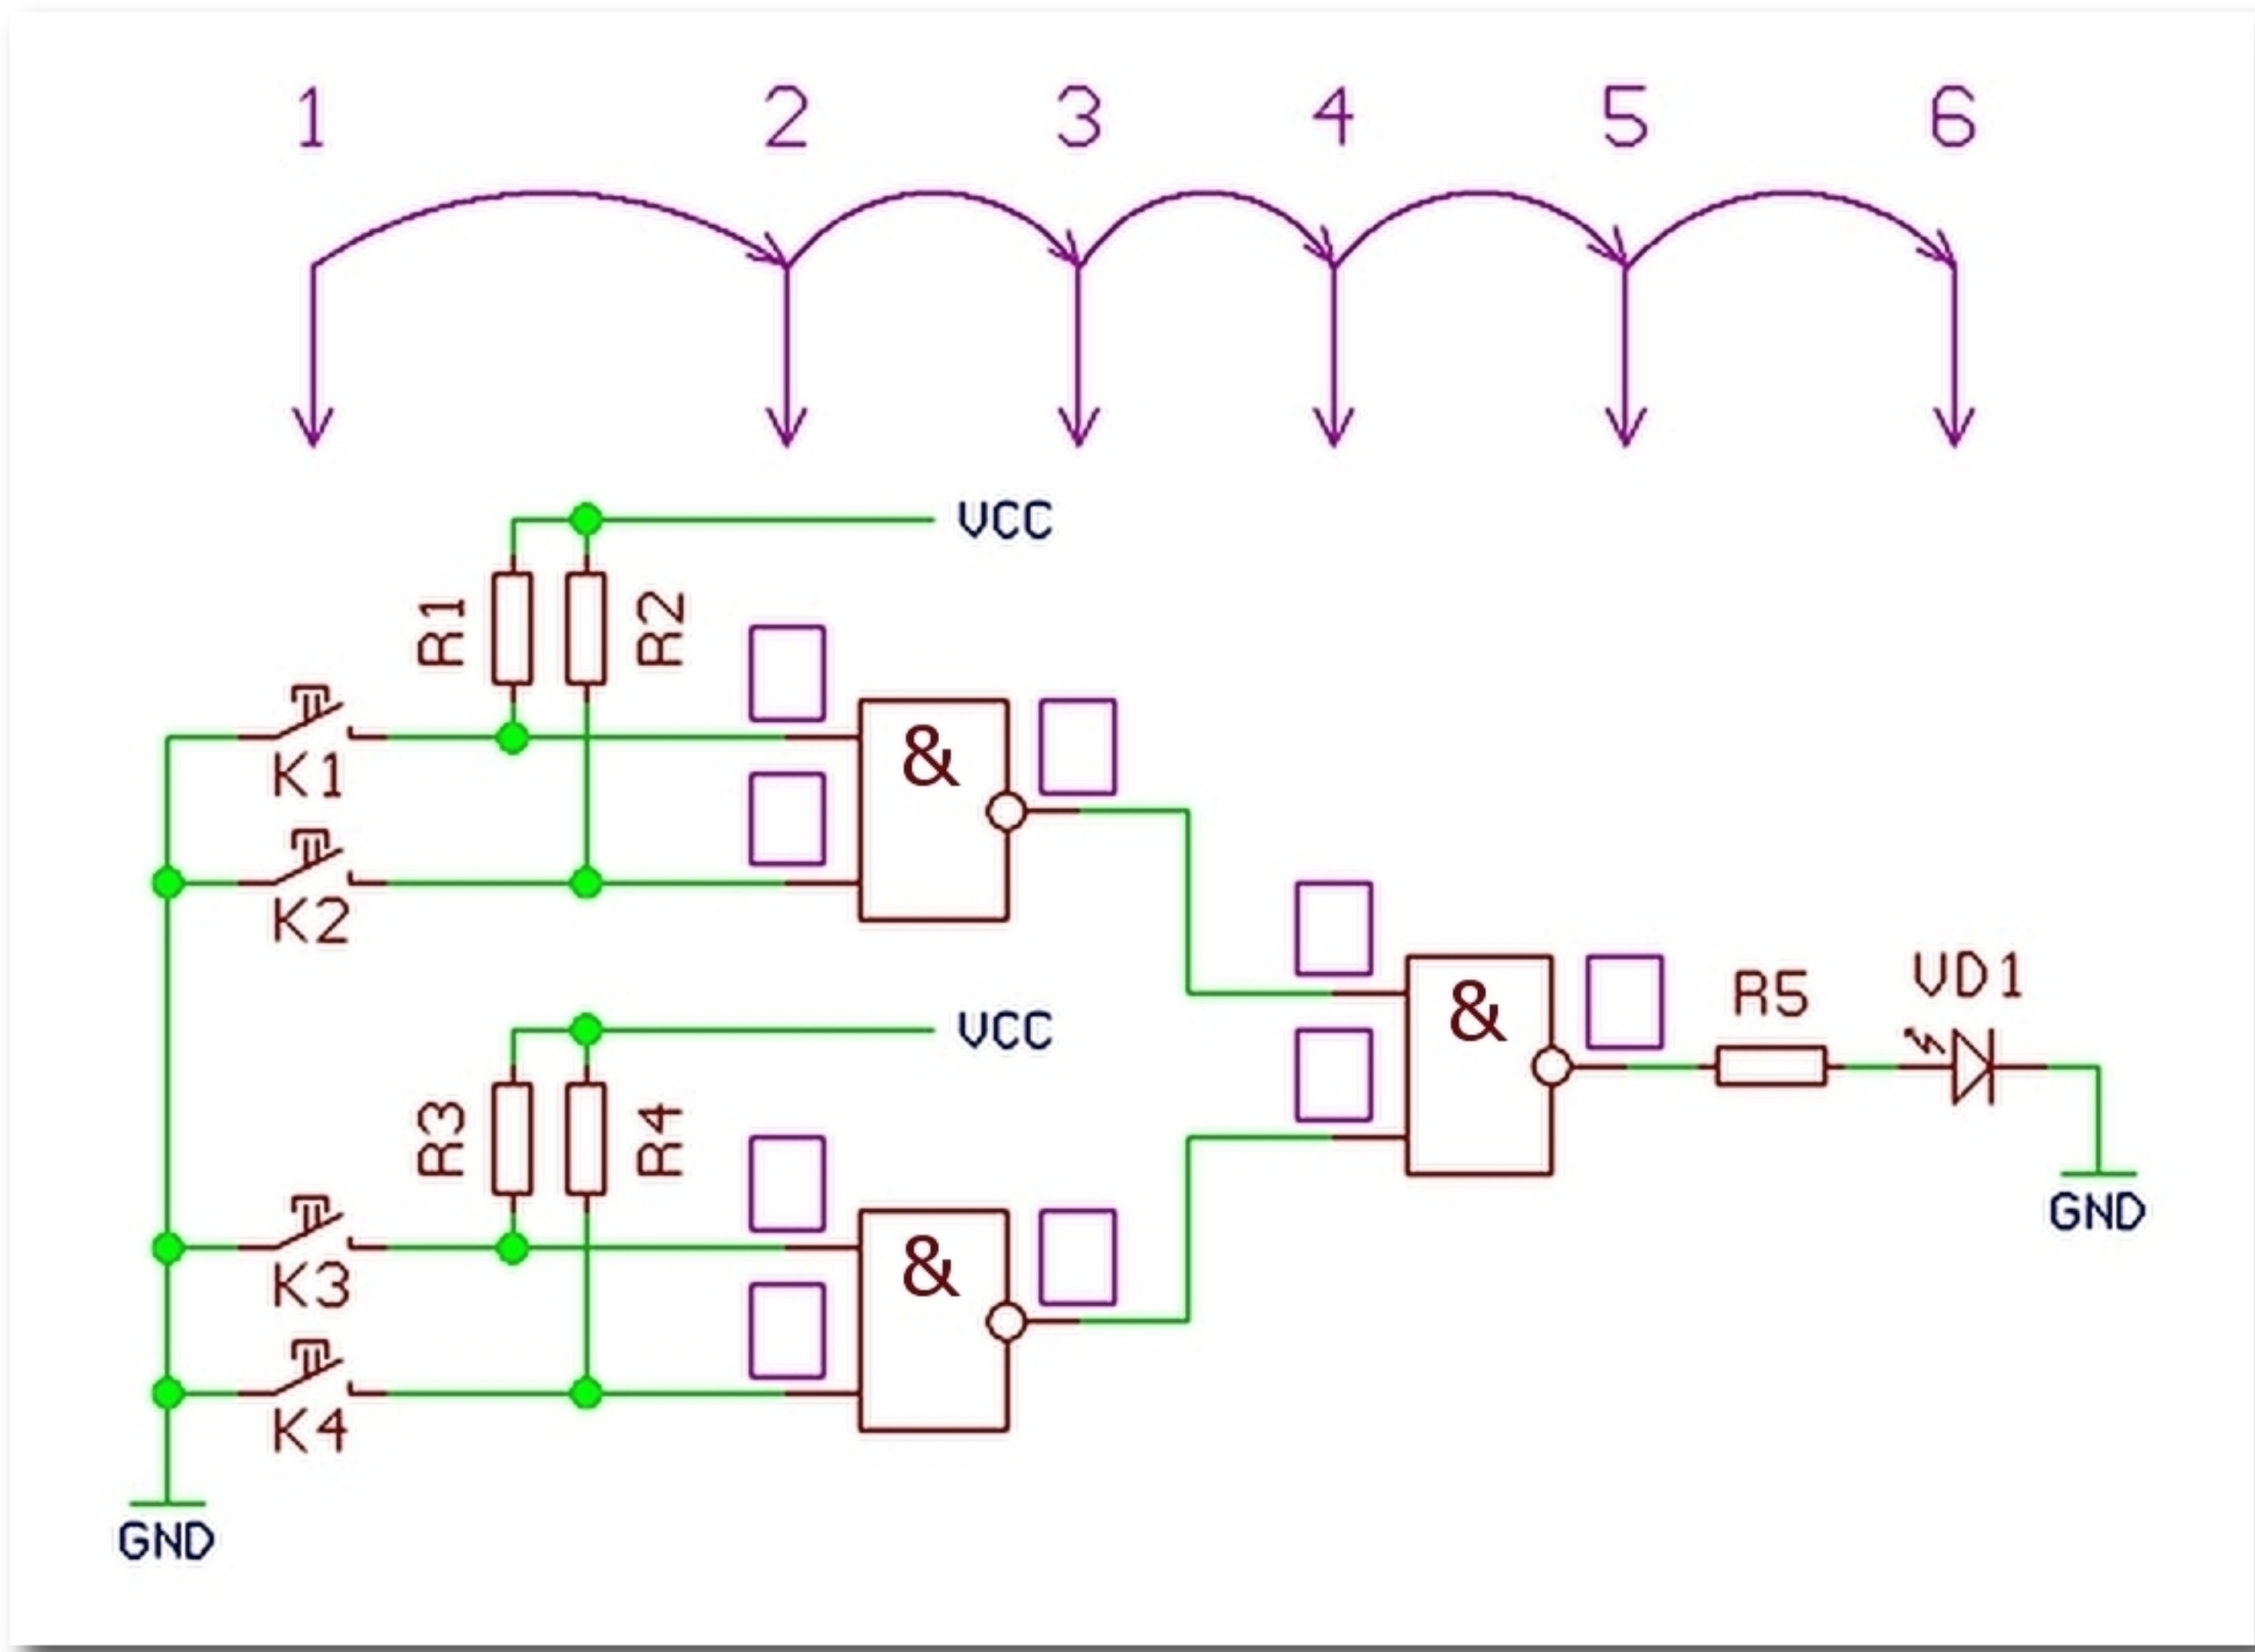 1 2 3 4 5 6
VCC
R1 R2
&
K1
K2
VCC
&
R5 VD1
R3 R4
GND
&
K3
K4
GND